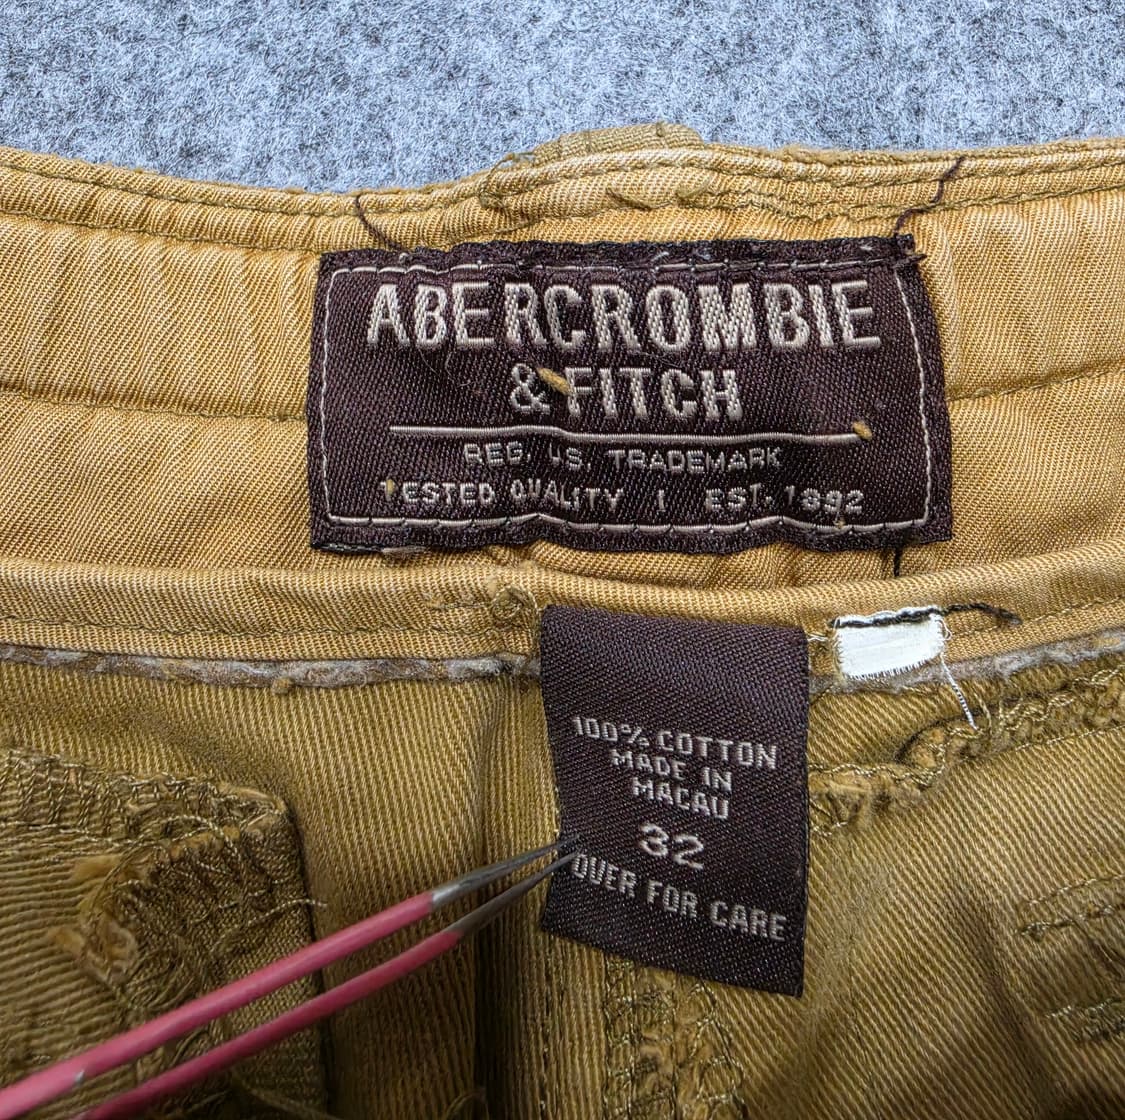 ABERCROMBIE
& FITCH
REG. US. TRADEMARK
TESTED QUALITY | EST. 1892
100% COTTON
MADE IN
MACAU
32
OVER FOR CARE